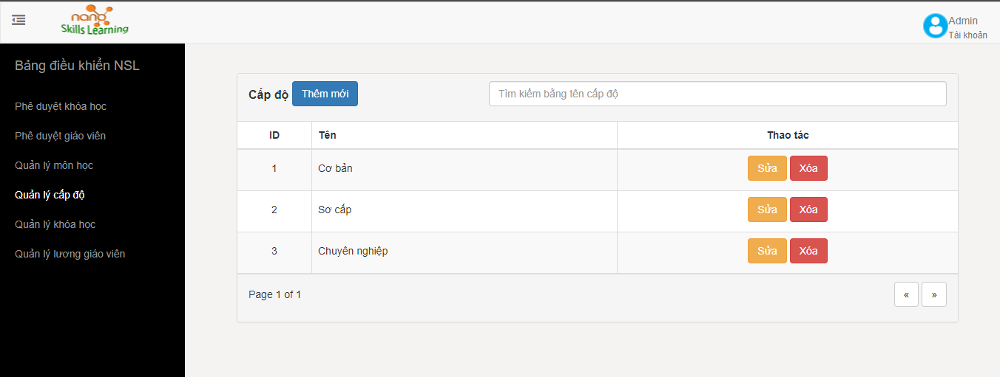 nano
Skills Learning
Admin
Tài khoản
Bảng điều khiển NSL
Phê duyệt khóa học
Phê duyệt giáo viên
Quản lý môn học
Quản lý cấp độ
Quản lý khóa học
Quản lý lương giáo viên
Cấp độ Thêm mới Tìm kiếm bằng tên cấp độ
ID Tên Thao tác
1 Cơ bản Sửa Xóa
2 Sơ cấp Sửa Xóa
3 Chuyên nghiệp Sửa Xóa
Page 1 of 1 « »